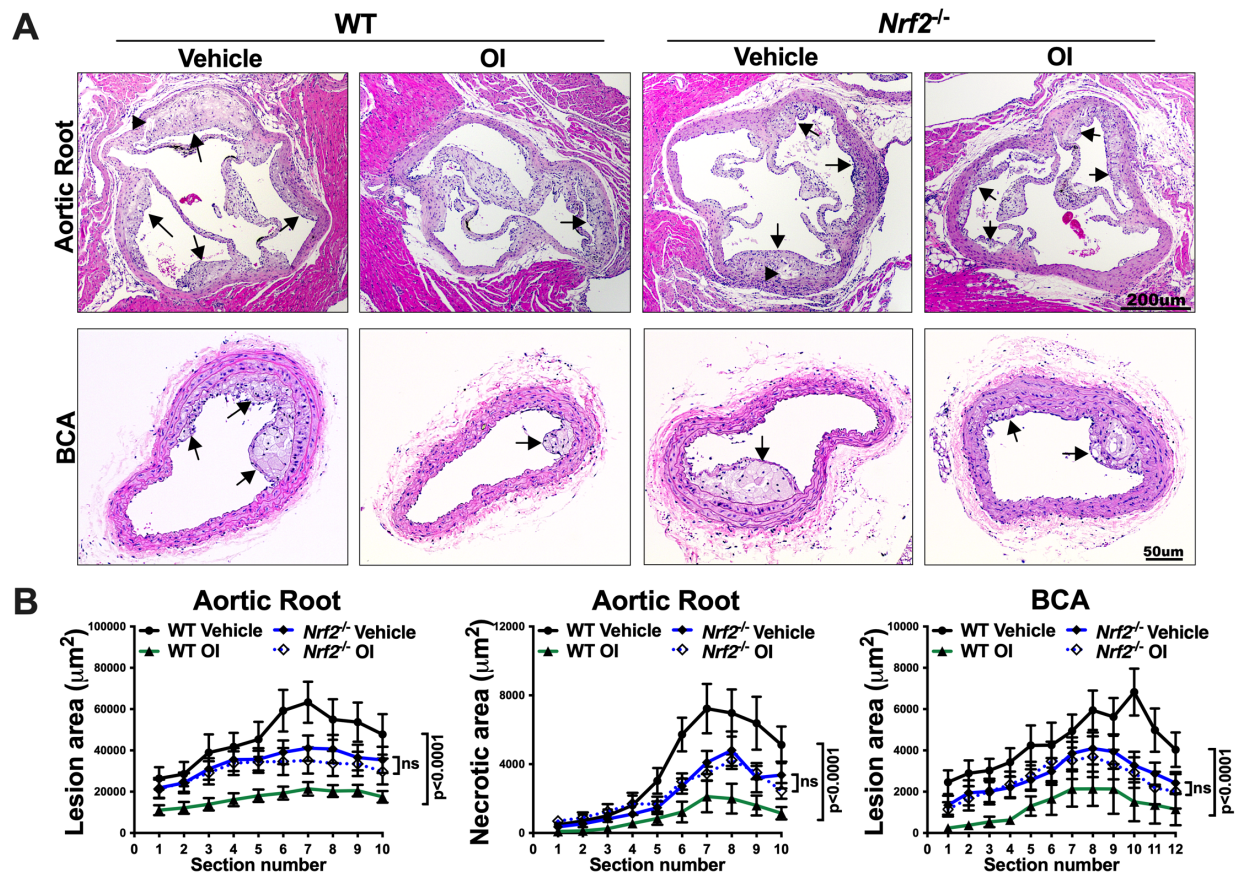 A
WT
Nrf2-/-
Vehicle
OI
Vehicle
OI
Aortic Root
200um
BCA
50um
B
Aortic Root
Lesion area (μm2)
100000
80000
60000
40000
20000
0
WT Vehicle
Nrf2-/- Vehicle
WT OI
Nrf2-/- OI
ns
p<0.0001
0 1 2 3 4 5 6 7 8 9 10
Section number
Aortic Root
Necrotic area (μm2)
12000
8000
4000
0
WT Vehicle
Nrf2-/- Vehicle
WT OI
Nrf2-/- OI
ns
p<0.0001
0 1 2 3 4 5 6 7 8 9 10
Section number
BCA
Lesion area (μm2)
10000
8000
6000
4000
2000
0
WT Vehicle
Nrf2-/- Vehicle
WT OI
Nrf2-/- OI
ns
p<0.0001
0 1 2 3 4 5 6 7 8 9 10 11 12
Section number